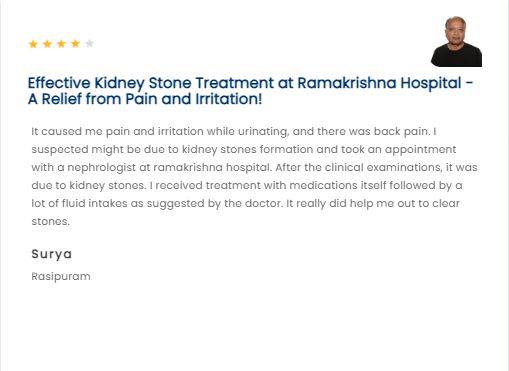 Effective Kidney Stone Treatment at Ramakrishna Hospital -
A Relief from Pain and Irritation!
It caused me pain and irritation while urinating, and there was back pain. I
suspected might be due to kidney stones formation and took an appointment
with a nephrologist at ramakrishna hospital. After the clinical examinations, it was
due to kidney stones. I received treatment with medications itself followed by a
lot of fluid intakes as suggested by the doctor. It really did help me out to clear
stones.
Surya
Rasipuram